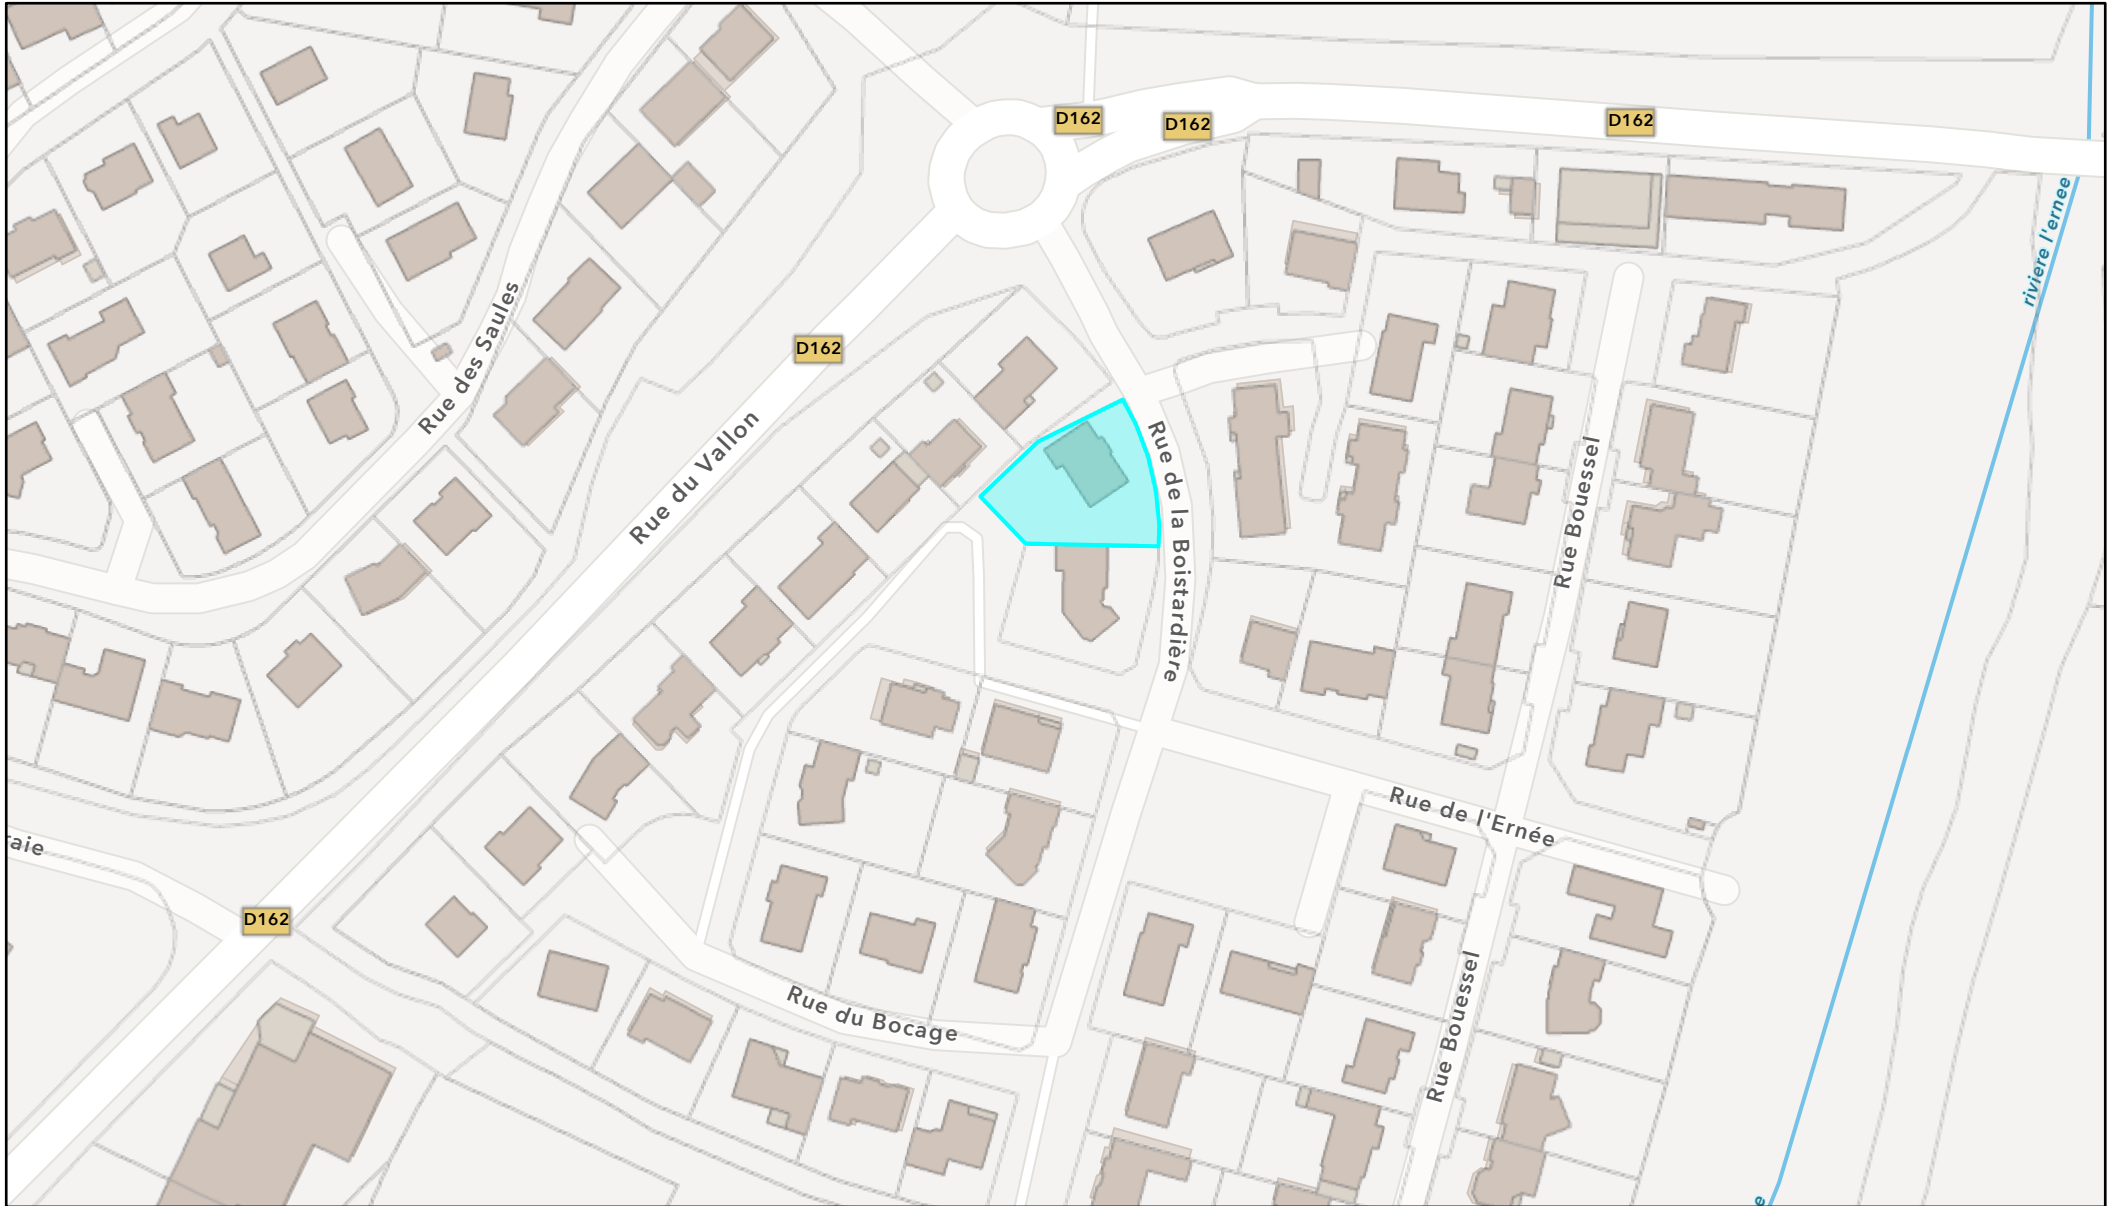 D162
D162
D162
riviere l'ernee
Rue des Saules
D162
Rue du Vallon
Rue de la Boistardière
Rue Bouessel
Rue de l'Ernée
raie
D162
Rue du Bocage
Rue Bouessel
e